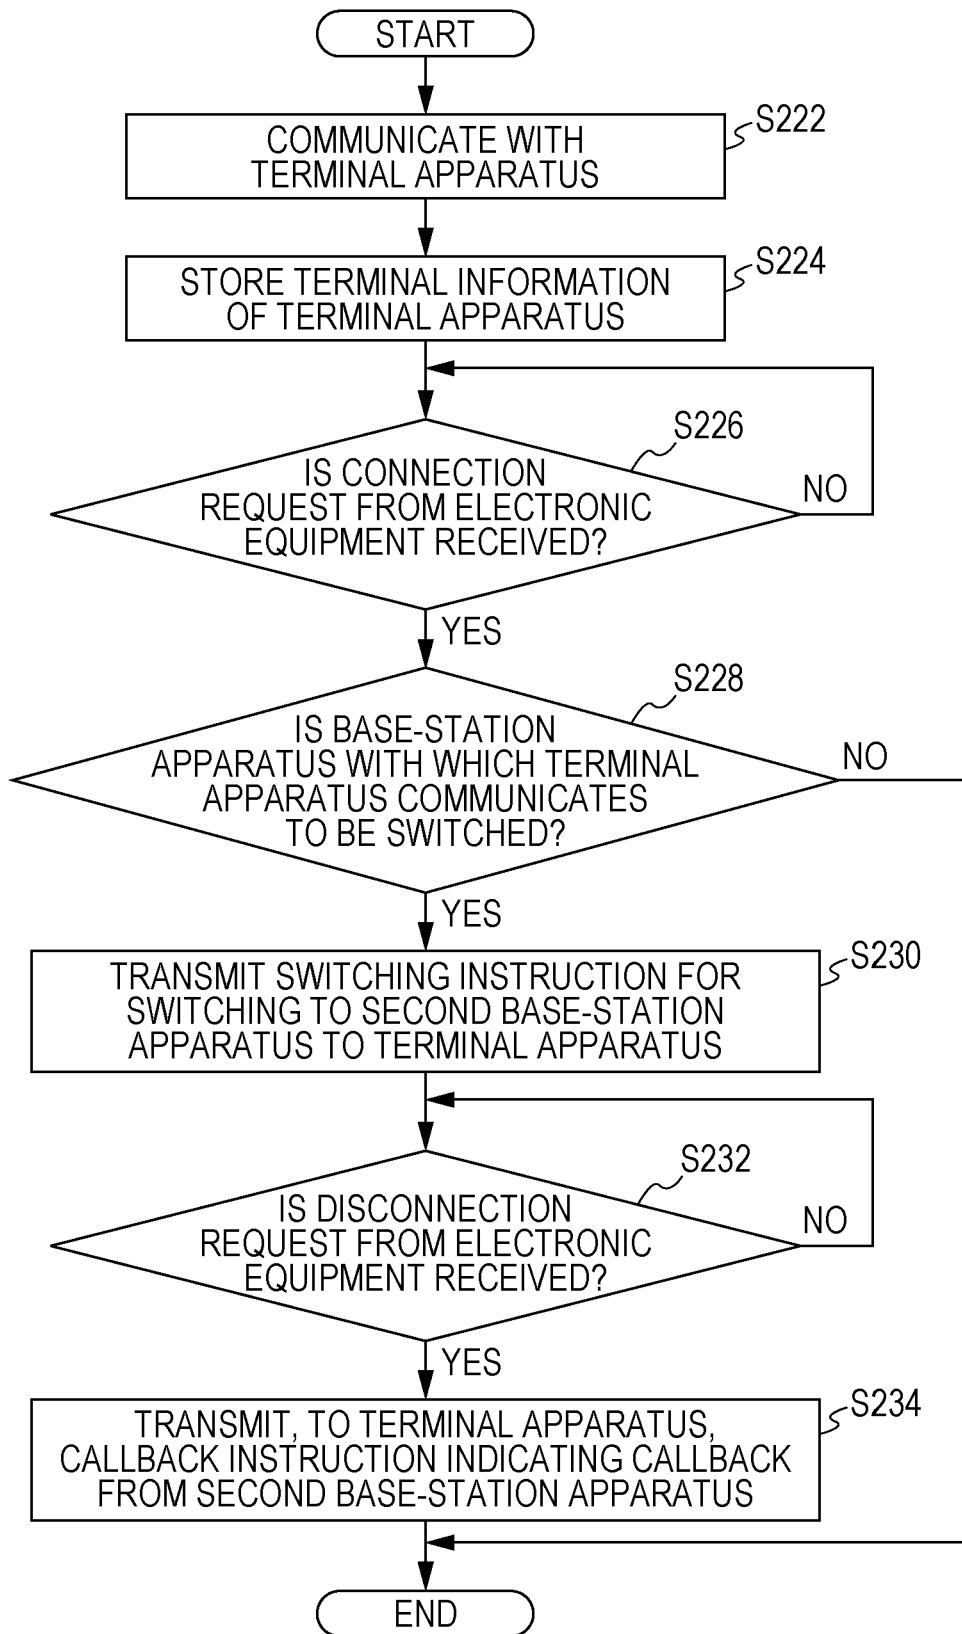 START
COMMUNICATE WITH
TERMINAL APPARATUS
S222
STORE TERMINAL INFORMATION
OF TERMINAL APPARATUS
S224
IS CONNECTION
REQUEST FROM ELECTRONIC
EQUIPMENT RECEIVED?
S226
NO
YES
IS BASE-STATION
APPARATUS WITH WHICH TERMINAL
APPARATUS COMMUNICATES
TO BE SWITCHED?
S228
NO
YES
TRANSMIT SWITCHING INSTRUCTION FOR
SWITCHING TO SECOND BASE-STATION
APPARATUS TO TERMINAL APPARATUS
S230
IS DISCONNECTION
REQUEST FROM ELECTRONIC
EQUIPMENT RECEIVED?
S232
NO
YES
TRANSMIT, TO TERMINAL APPARATUS,
CALLBACK INSTRUCTION INDICATING CALLBACK
FROM SECOND BASE-STATION APPARATUS
S234
END